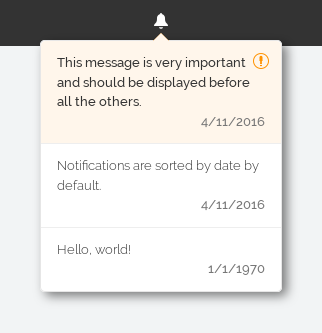 This message is very important
and should be displayed before
all the others.
4/11/2016
Notifications are sorted by date by
default.
4/11/2016
Hello, world!
1/1/1970